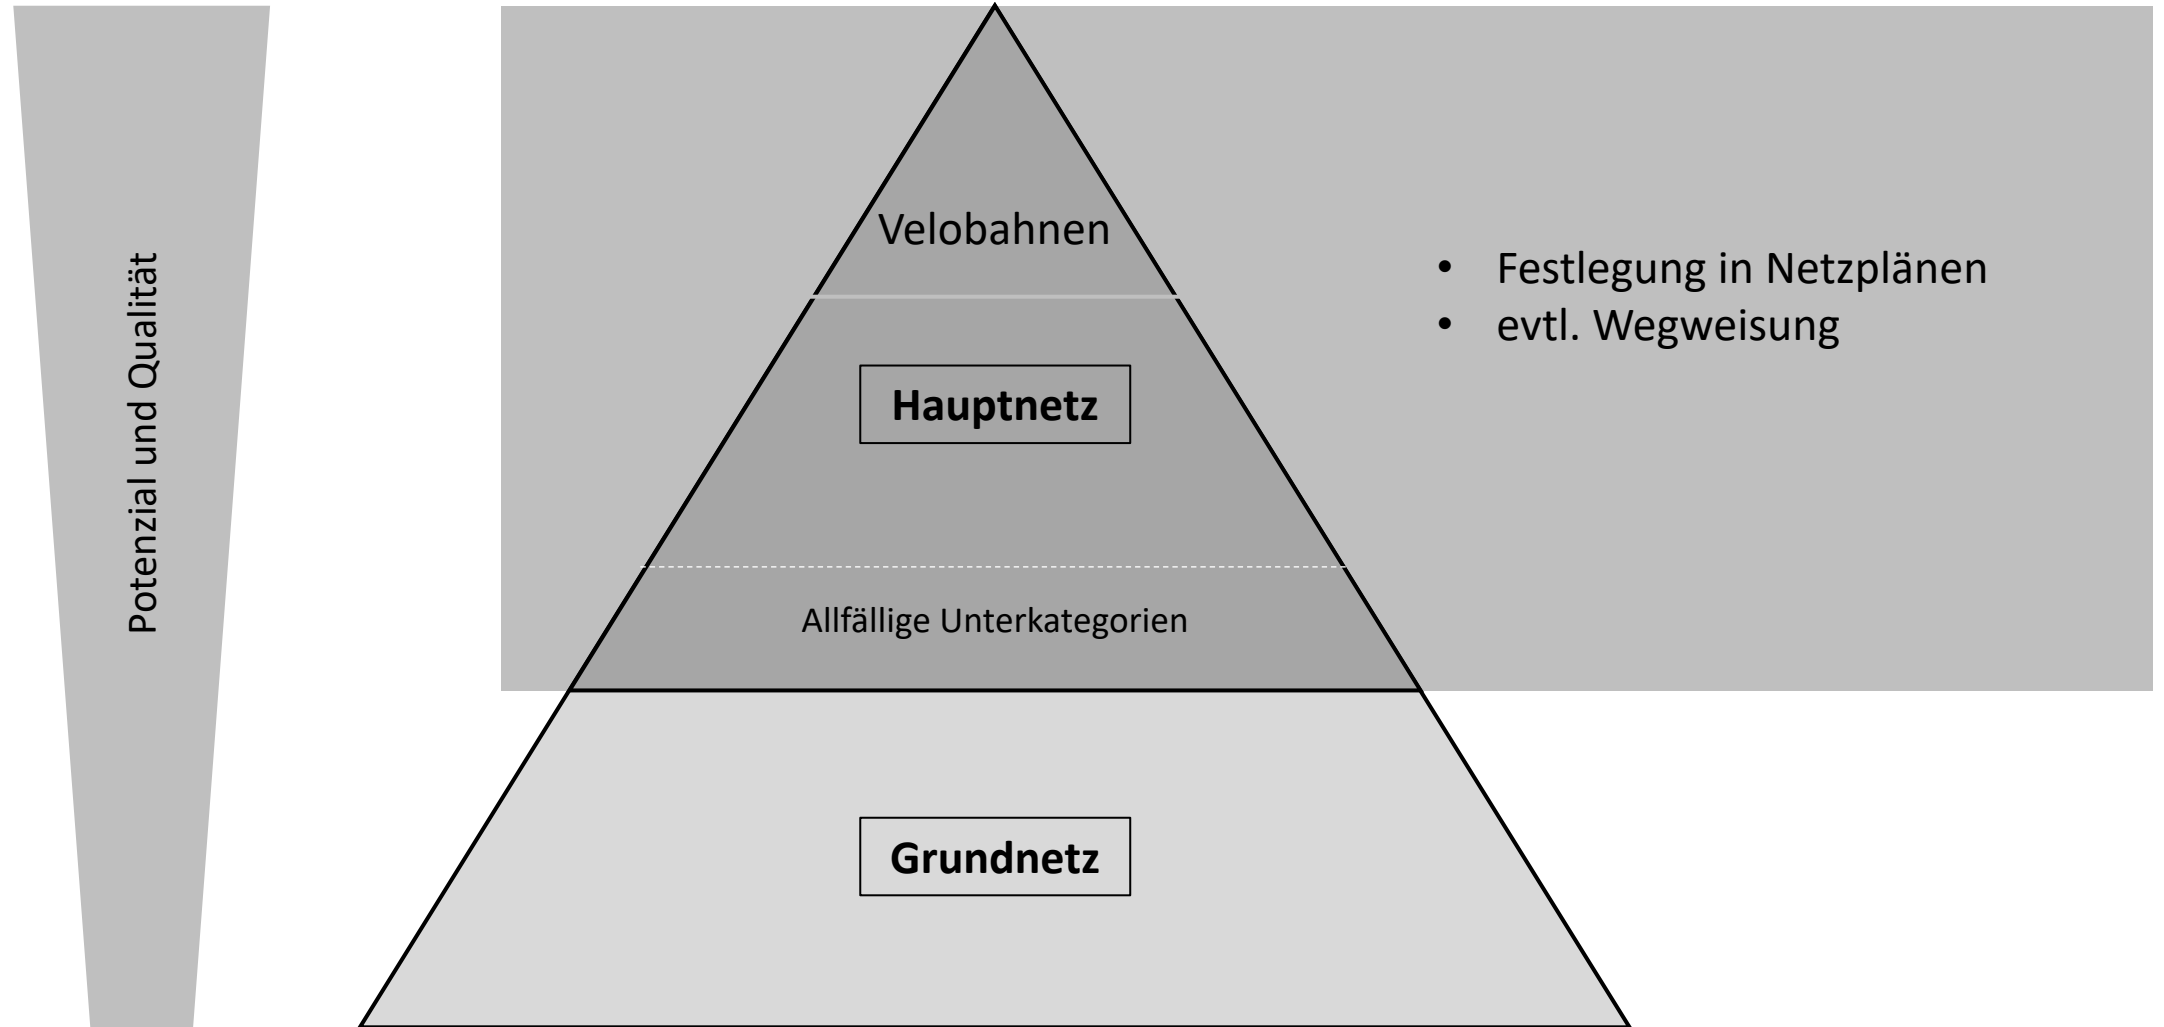 Potenzial und Qualität
Velobahnen
Hauptnetz
Allfällige Unterkategorien
Grundnetz
• Festlegung in Netzplänen
• evtl. Wegweisung